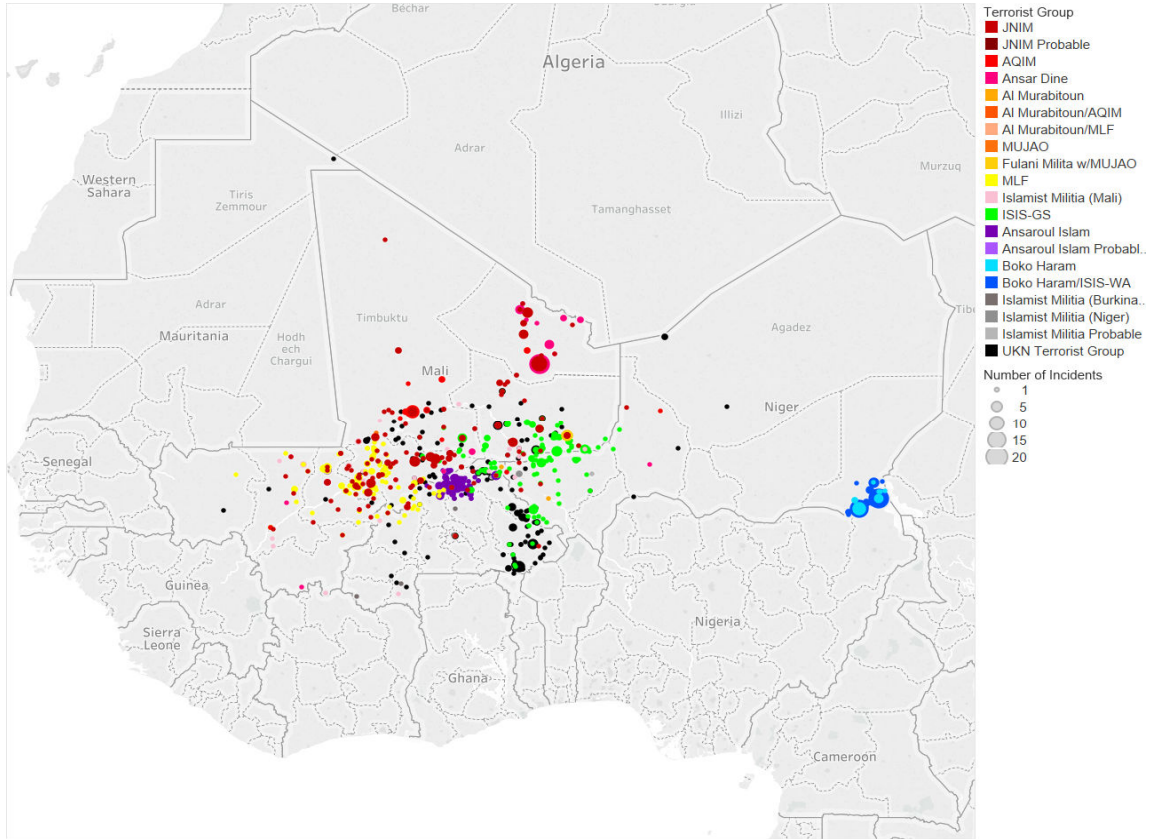 Béchar
Algeria
Illizi
Adrar
Murzuq
Western
Sahara
Tiris
Zemmour
Tamanghasset
Adrar
Timbuktu
Agadez
Mauritania
Hodh
ech
Chargui
Mali
Niger
Senegal
Guinea
Nigeria
Sierra
Leone
Ghana
Cameroon
Terrorist Group
JNIM
JNIM Probable
AQIM
Ansar Dine
Al Murabitoun
Al Murabitoun/AQIM
Al Murabitoun/MLF
MUJAO
Fulani Milita w/MUJAO
MLF
Islamist Militia (Mali)
ISIS-GS
Ansaroul Islam
Ansaroul Islam Probabl..
Boko Haram
Boko Haram/ISIS-WA
Islamist Militia (Burkina..
Islamist Militia (Niger)
Islamist Militia Probable
UKN Terrorist Group
Number of Incidents
1
5
10
15
20